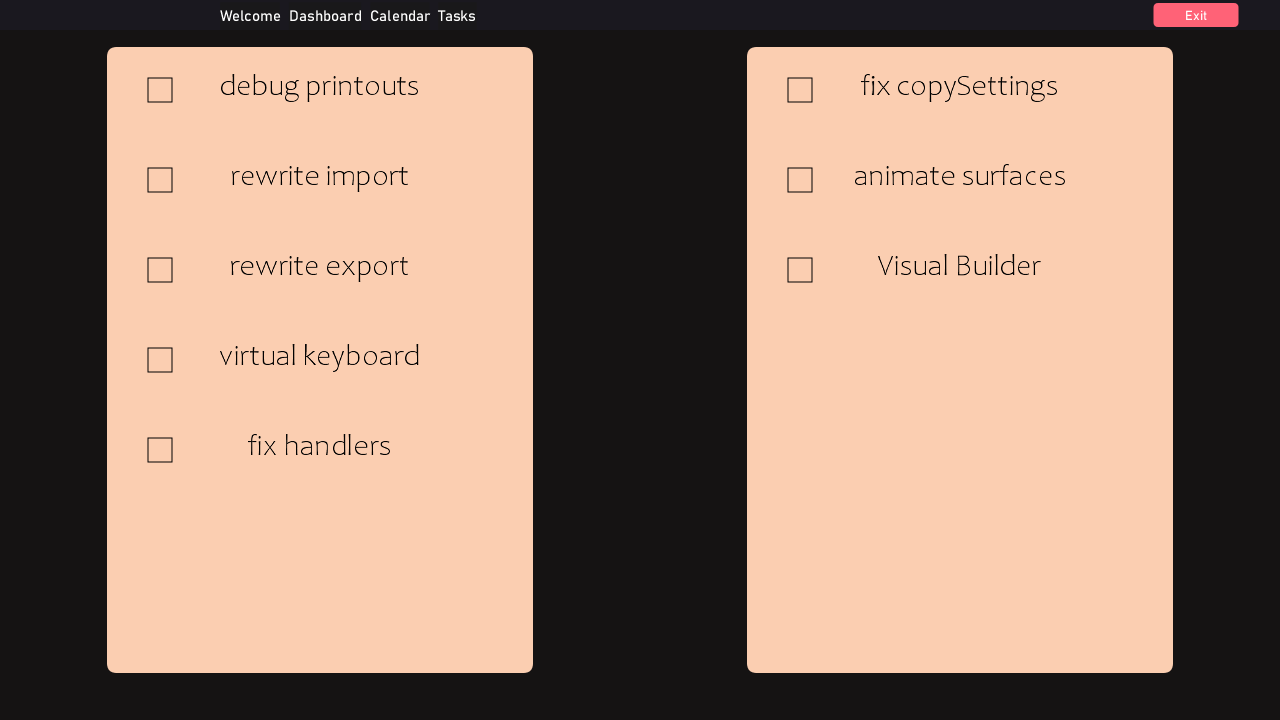 Welcome Dashboard Calendar Tasks
Exit
debug printouts
rewrite import
rewrite export
virtual keyboard
fix handlers
fix copySettings
animate surfaces
Visual Builder